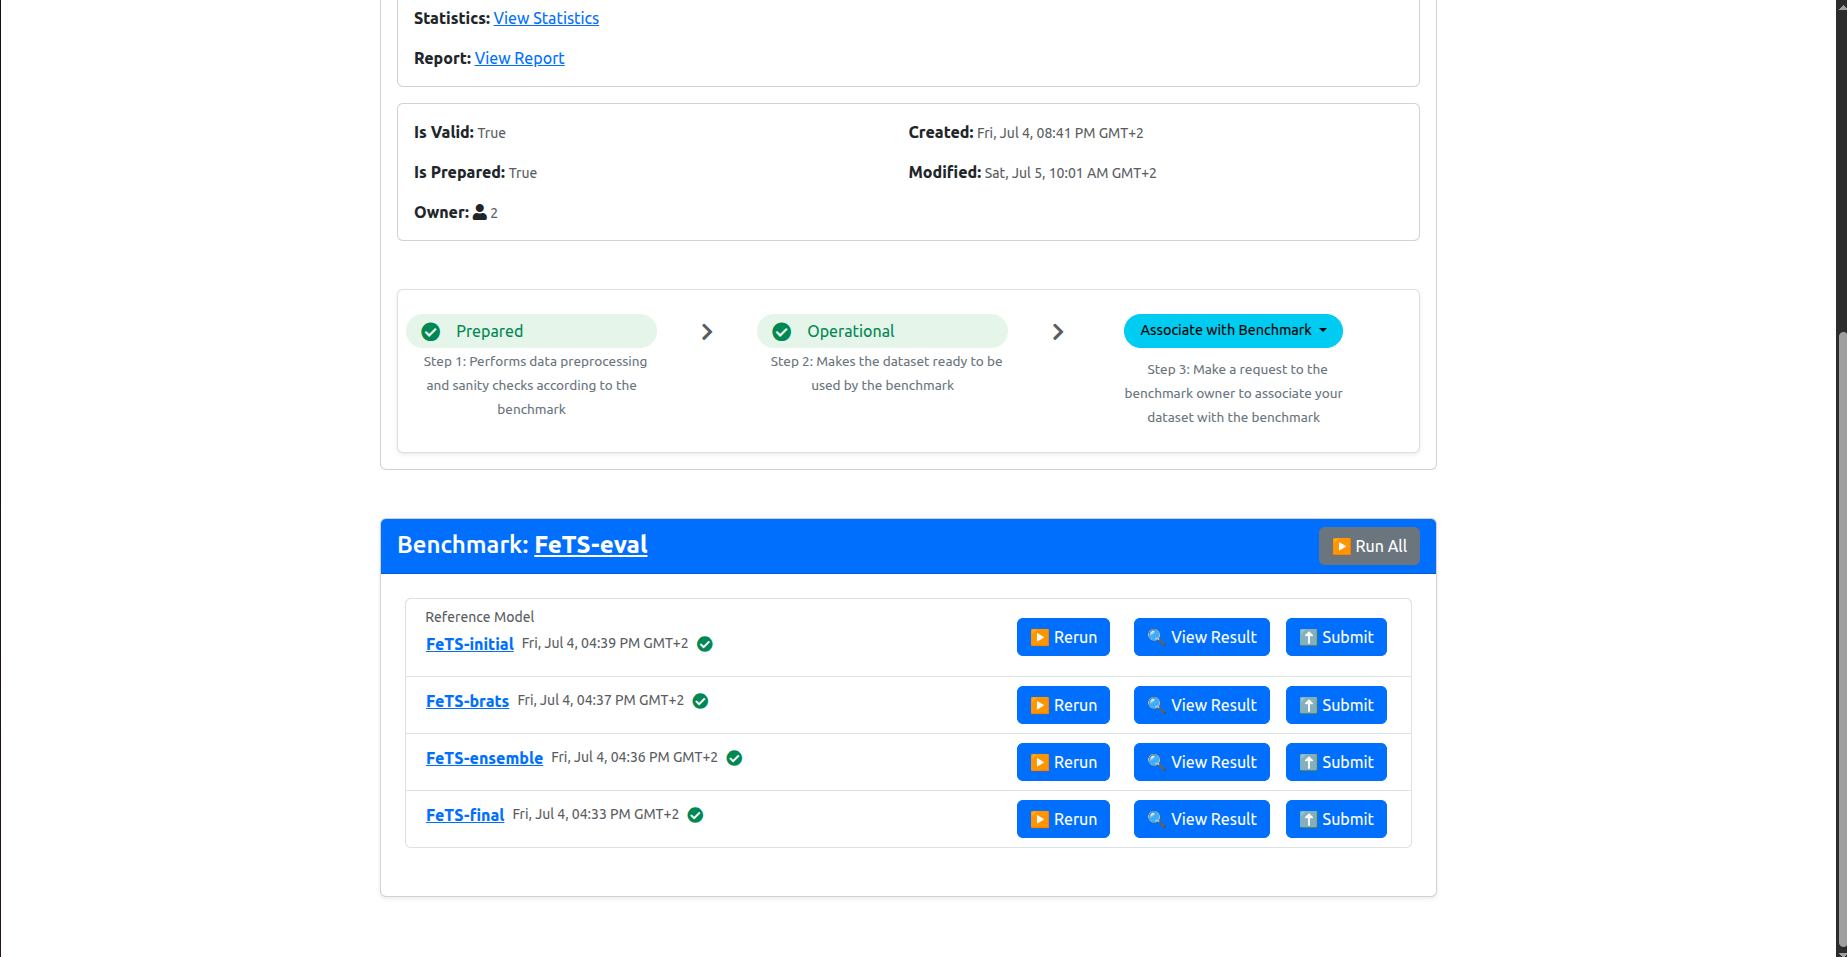 Statistics: View Statistics
Report: View Report
Is Valid: True
Created: Fri, Jul 4, 08:41 PM GMT+2
Is Prepared: True
Modified: Sat, Jul 5, 10:01 AM GMT+2
Owner: 2
Prepared
Step 1: Performs data preprocessing
and sanity checks according to the
benchmark
Operational
Step 2: Makes the dataset ready to be
used by the benchmark
Associate with Benchmark
Step 3: Make a request to the
benchmark owner to associate your
dataset with the benchmark
Benchmark: FeTS-eval
Run All
Reference Model
FeTS-initial Fri, Jul 4, 04:39 PM GMT+2
Rerun View Result Submit
FeTS-brats Fri, Jul 4, 04:37 PM GMT+2
Rerun View Result Submit
FeTS-ensemble Fri, Jul 4, 04:36 PM GMT+2
Rerun View Result Submit
FeTS-final Fri, Jul 4, 04:33 PM GMT+2
Rerun View Result Submit